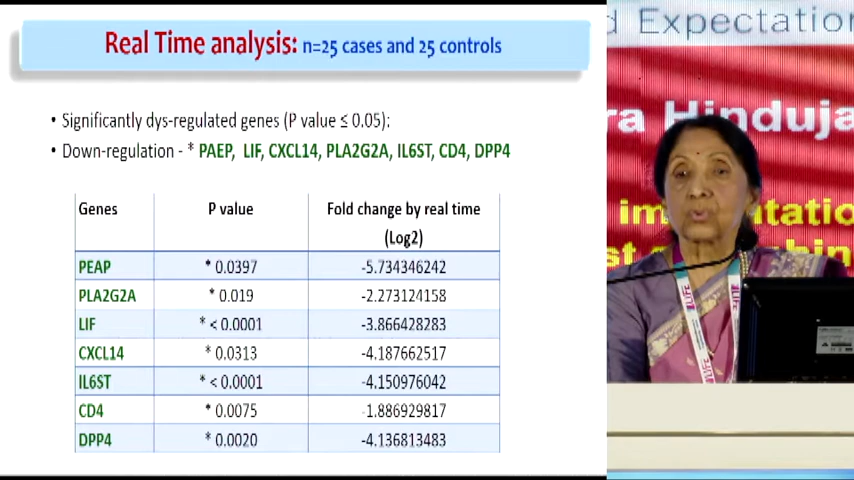 Real Time analysis: n=25 cases and 25 controls
• Significantly dys-regulated genes (P value ≤ 0.05):
• Down-regulation - * PAEP, LIF, CXCL14, PLA2G2A, IL6ST, CD4, DPP4
Genes P value Fold change by real time (Log2)
PEAP * 0.0397 -5.734346242
PLA2G2A * 0.019 -2.273124158
LIF * < 0.0001 -3.866428283
CXCL14 * 0.0313 -4.187662517
IL6ST * < 0.0001 -4.150976042
CD4 * 0.0075 -1.886929817
DPP4 * 0.0020 -4.136813483
d Expectation
ra Hinduja
LIFE